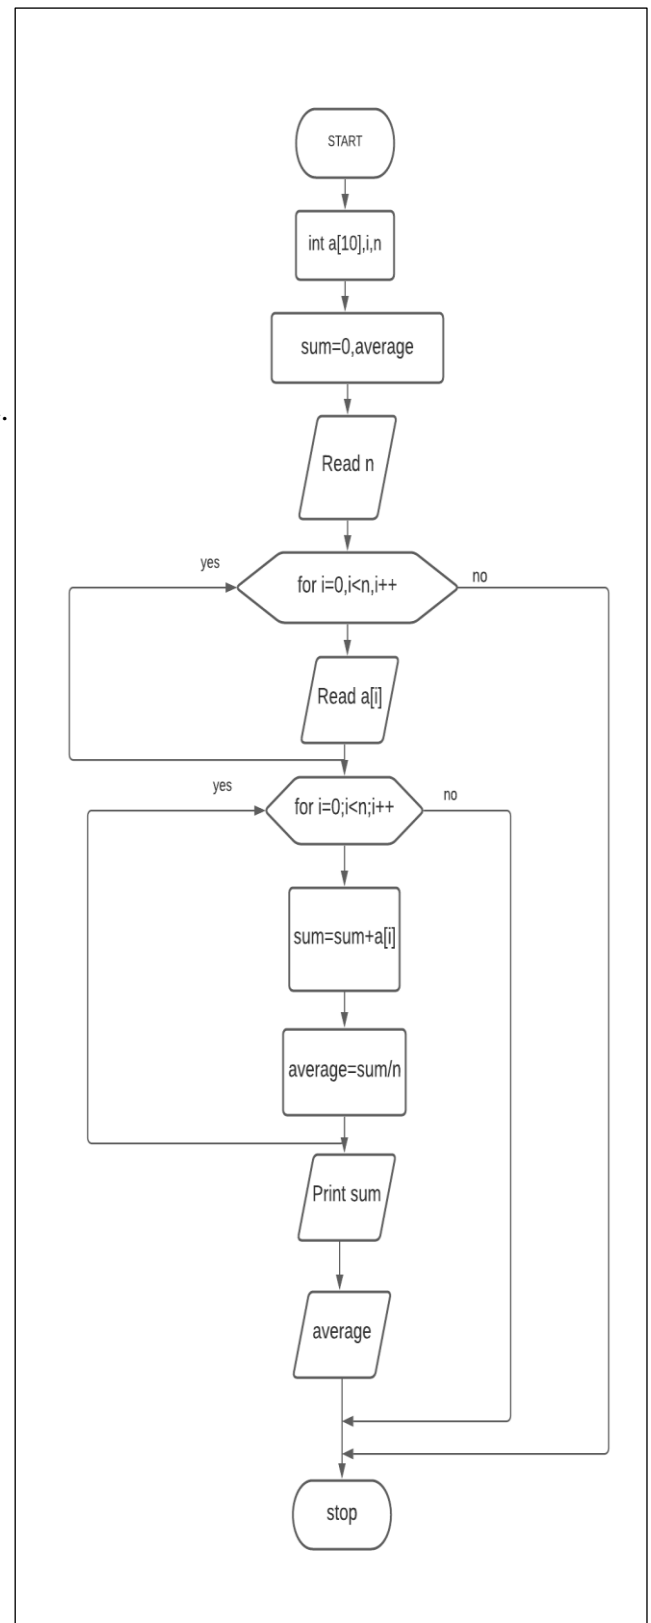 START
int a[10],i,n
sum=0,average
.
Read n
yes
for i=0,i<n,i++
no
Read a[i]
yes
for i=0;i<n;i++
no
sum=sum+a[i]
average=sum/n
Print sum
average
stop